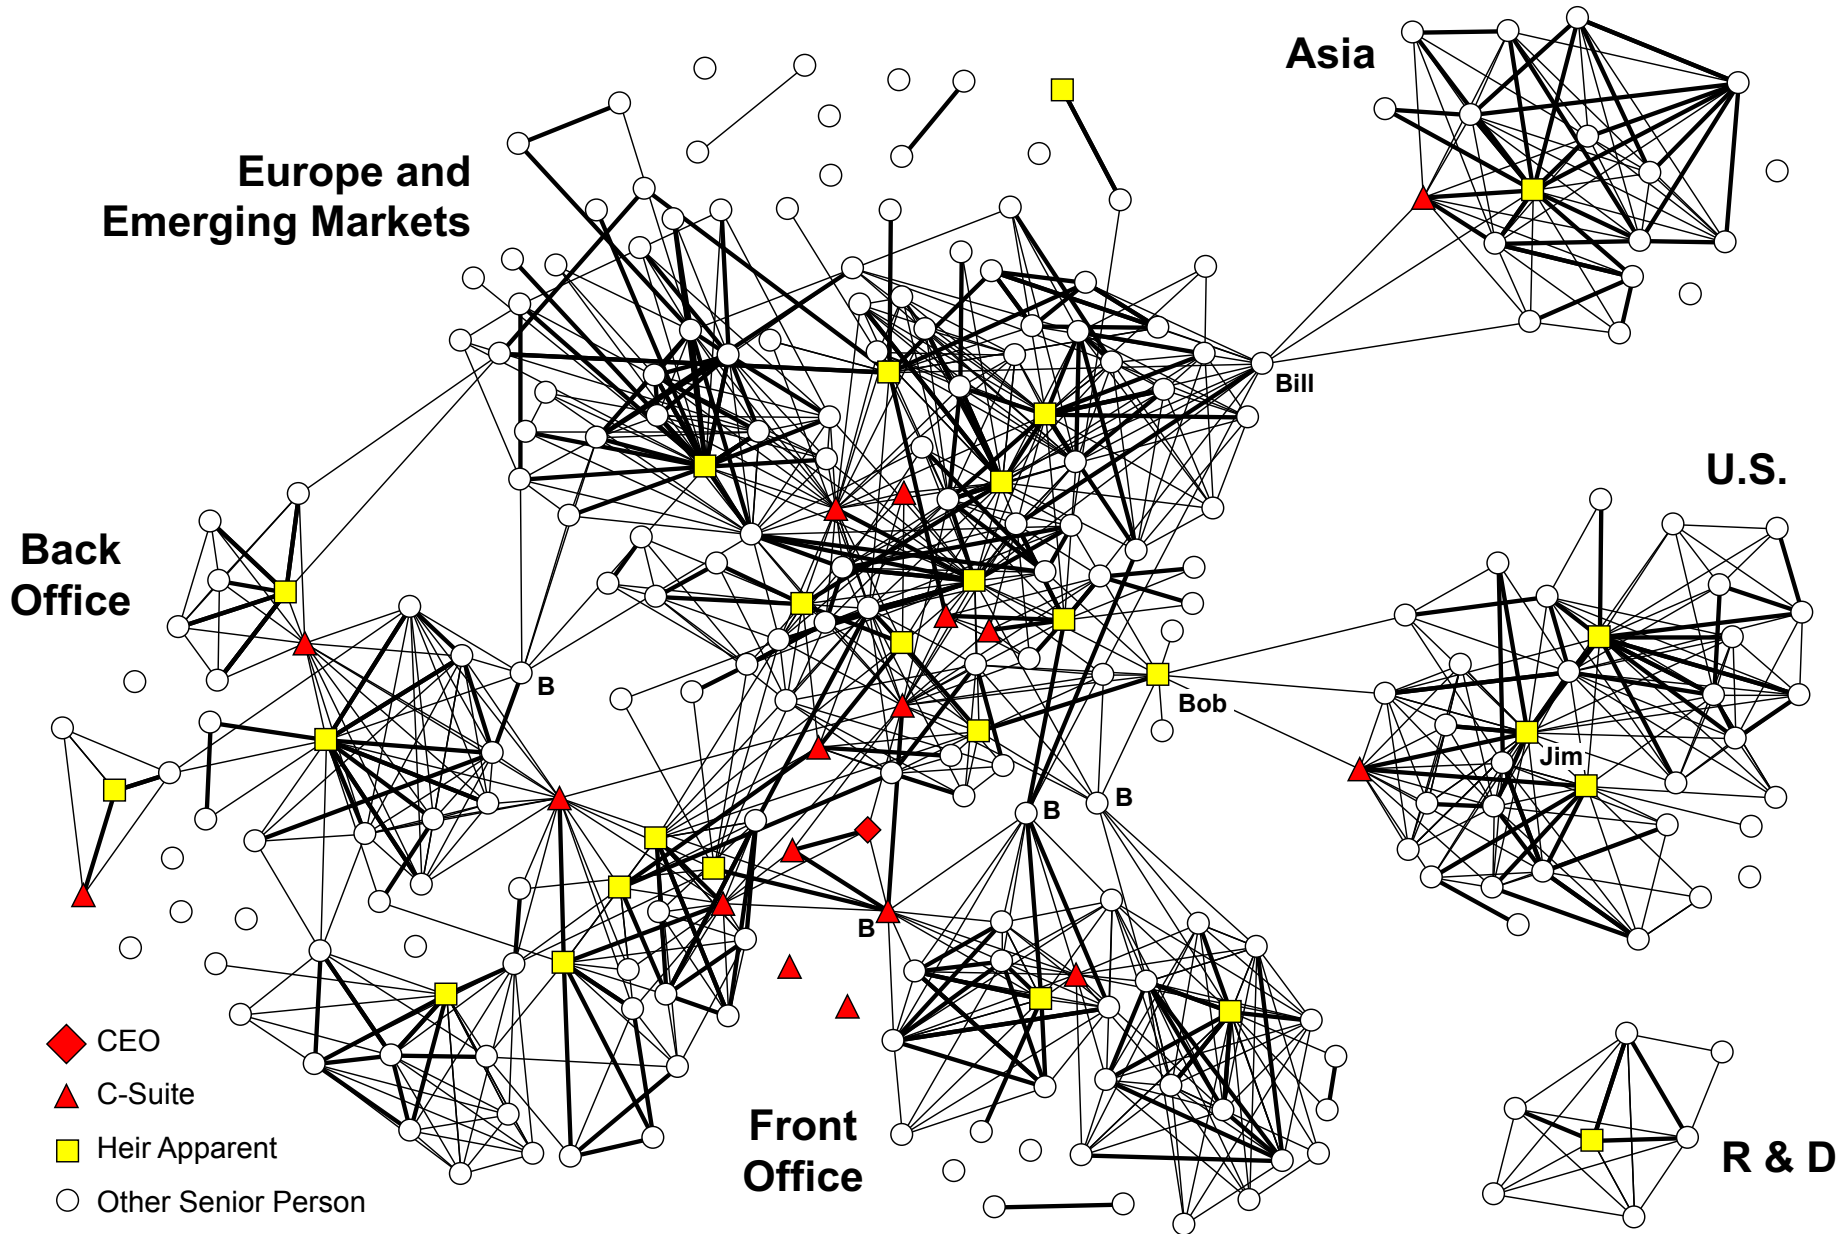 Asia
Europe and
Emerging Markets
Bill
U.S.
Back
Office
B
Bob
Jim
B
B
B
CEO
C-Suite
Heir Apparent
Other Senior Person
Front
Office
R & D